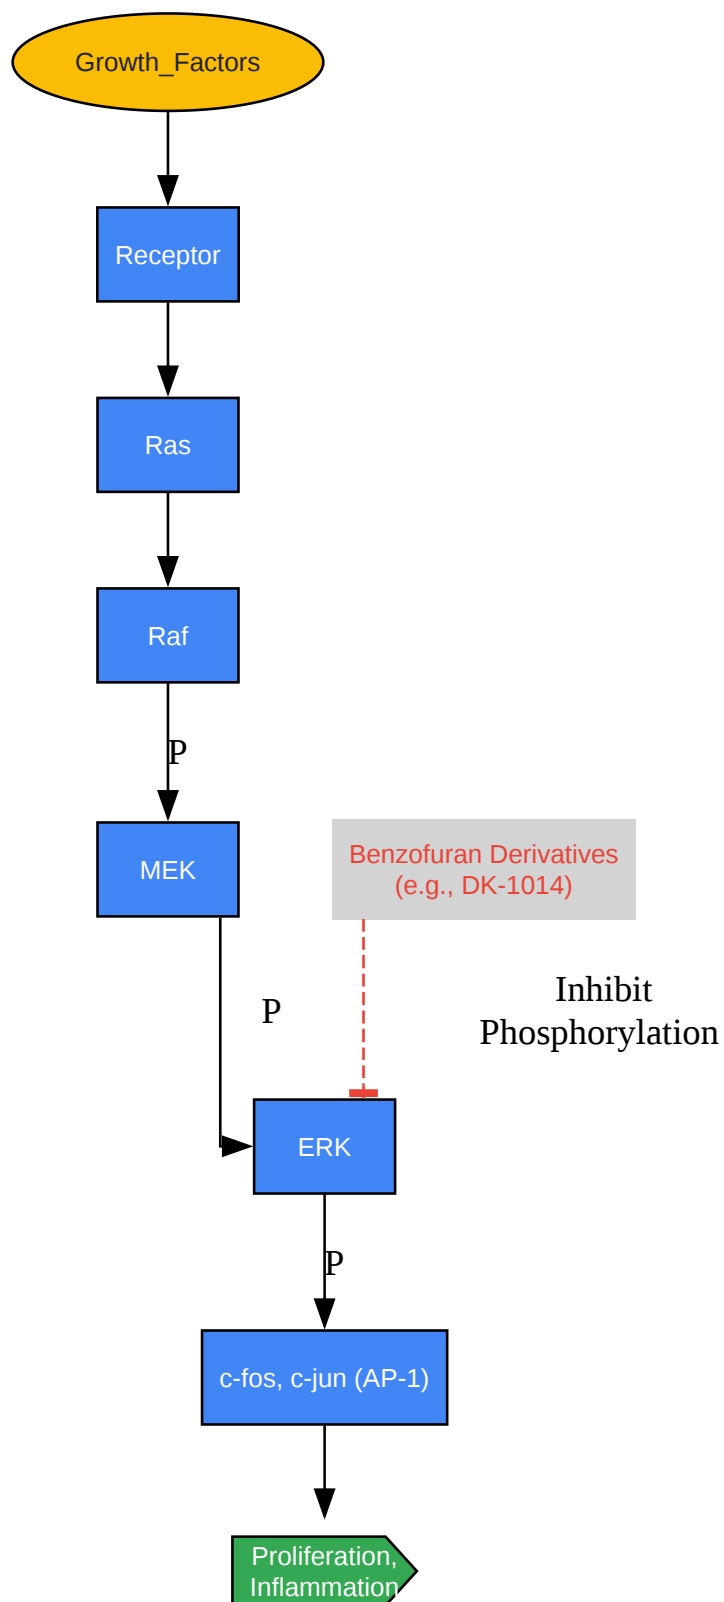 Growth_Factors
Receptor
Ras
Raf
P
MEK
Benzofuran Derivatives
(e.g., DK-1014)
P
Inhibit
Phosphorylation
ERK
P
c-fos, c-jun (AP-1)
Proliferation,
Inflammation